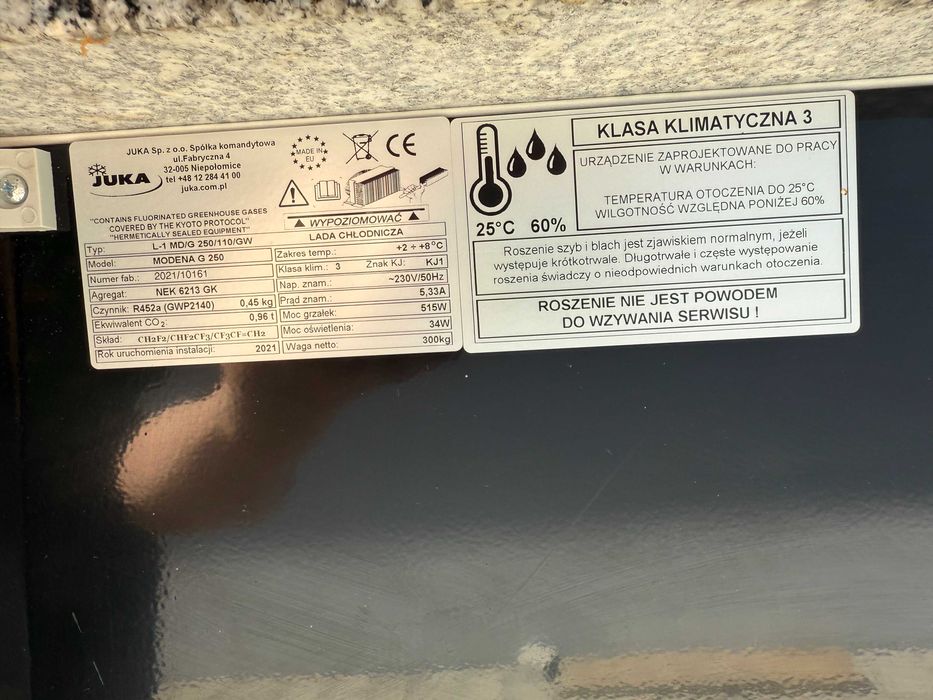 JUKA Sp. z o.o. Spółka komandytowa
ul.Fabryczna 4
32-005 Niepołomice
tel +48 12 284 41 00
juka.com.pl
JUKA
MADE IN
EU
CE
"CONTAINS FLUORINATED GREENHOUSE GASES
COVERED BY THE KYOTO PROTOCOL"
"HERMETICALLY SEALED EQUIPMENT"
WYPOZIOMOWAĆ
Typ: L-1 MD/G 250/110/GW
Model: MODENA G 250
Numer fab.: 2021/10161
Agregat: NEK 6213 GK
Czynnik: R452a (GWP2140) 0,45 kg
Ekwiwalent CO2: 0,96 t
Skład: CH2F2/CHF2CF3/CF3CF=CH2
Rok uruchomienia instalacji: 2021
LADA CHŁODNICZA
Zakres temp.: +2 ÷ +8°C
Klasa klim.: 3 Znak KJ: KJ1
Nap. znam.: ~230V/50Hz
Prąd znam.: 5,33A
Moc grzałek: 515W
Moc oświetlenia: 34W
Waga netto: 300kg
25°C 60%
KLASA KLIMATYCZNA 3
URZĄDZENIE ZAPROJEKTOWANE DO PRACY
W WARUNKACH:
TEMPERATURA OTOCZENIA DO 25°C
WILGOTNOŚĆ WZGLĘDNA PONIŻEJ 60%
Roszenie szyb i blach jest zjawiskiem normalnym, jeżeli
występuje krótkotrwale. Długotrwałe i częste występowanie
roszenia świadczy o nieodpowiednich warunkach otoczenia.
ROSZENIE NIE JEST POWODEM
DO WZYWANIA SERWISU !